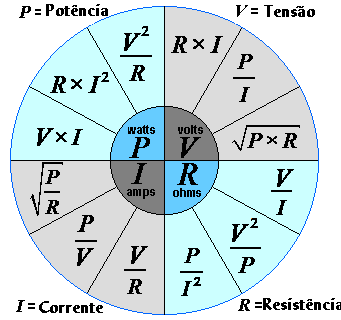 P = Potência
V = Tensão
V²/R
R × I
R × I²
P/I
V × I
√(P × R)
watts
volts
P
V
I
R
amps
ohms
√(P/R)
V/I
P/V
V²/P
V/R
P/I²
I = Corrente
R = Resistência